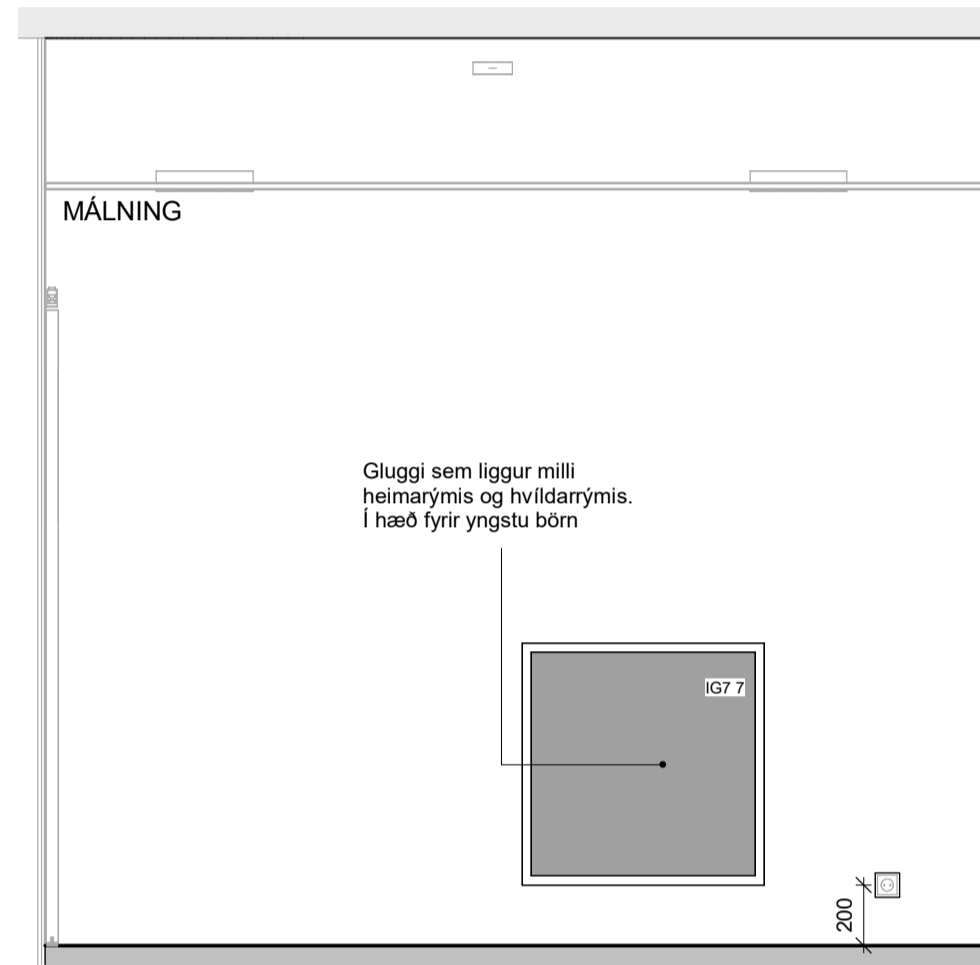 MÁLNING
Gluggi sem liggur milli
heimarýmis og hvíldarrýmis.
Í hæð fyrir yngstu börn
IG7 7
200